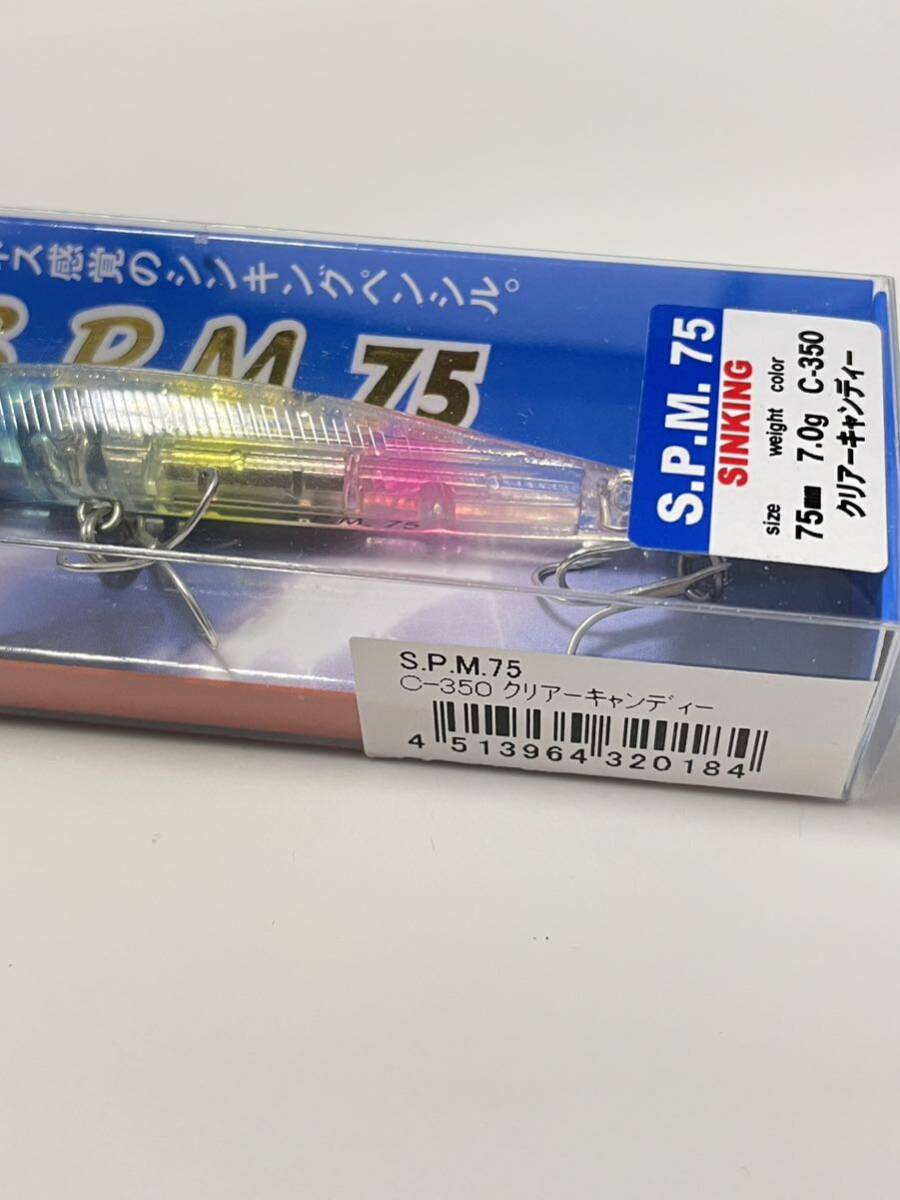 ス感覚のシンキングペンシル。
S.P.M. 75
S.P.M. 75
SINKING
size weight color
75mm 7.0g C-350
クリアーキャンディー
.M. 75
S.P.M.75
C-350 クリアーキャンディー
4 513964 320184